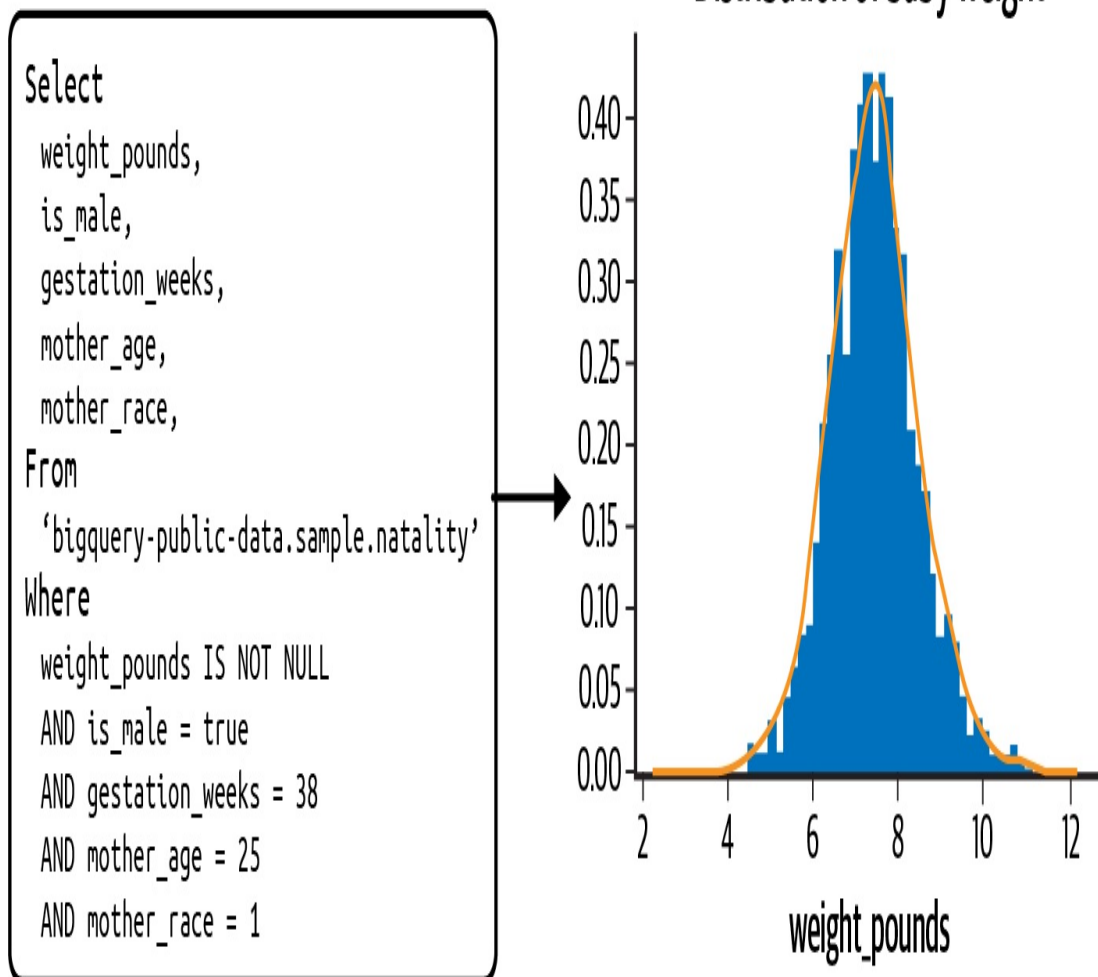 Select
weight_pounds,
is_male,
gestation_weeks,
mother_age,
mother_race,
From
‘bigquery-public-data.sample.natality’
Where
weight_pounds IS NOT NULL
AND is_male = true
AND gestation_weeks = 38
AND mother_age = 25
AND mother_race = 1
0.40
0.35
0.30
0.25
0.20
0.15
0.10
0.05
0.00
2 4 6 8 10 12
weight_pounds